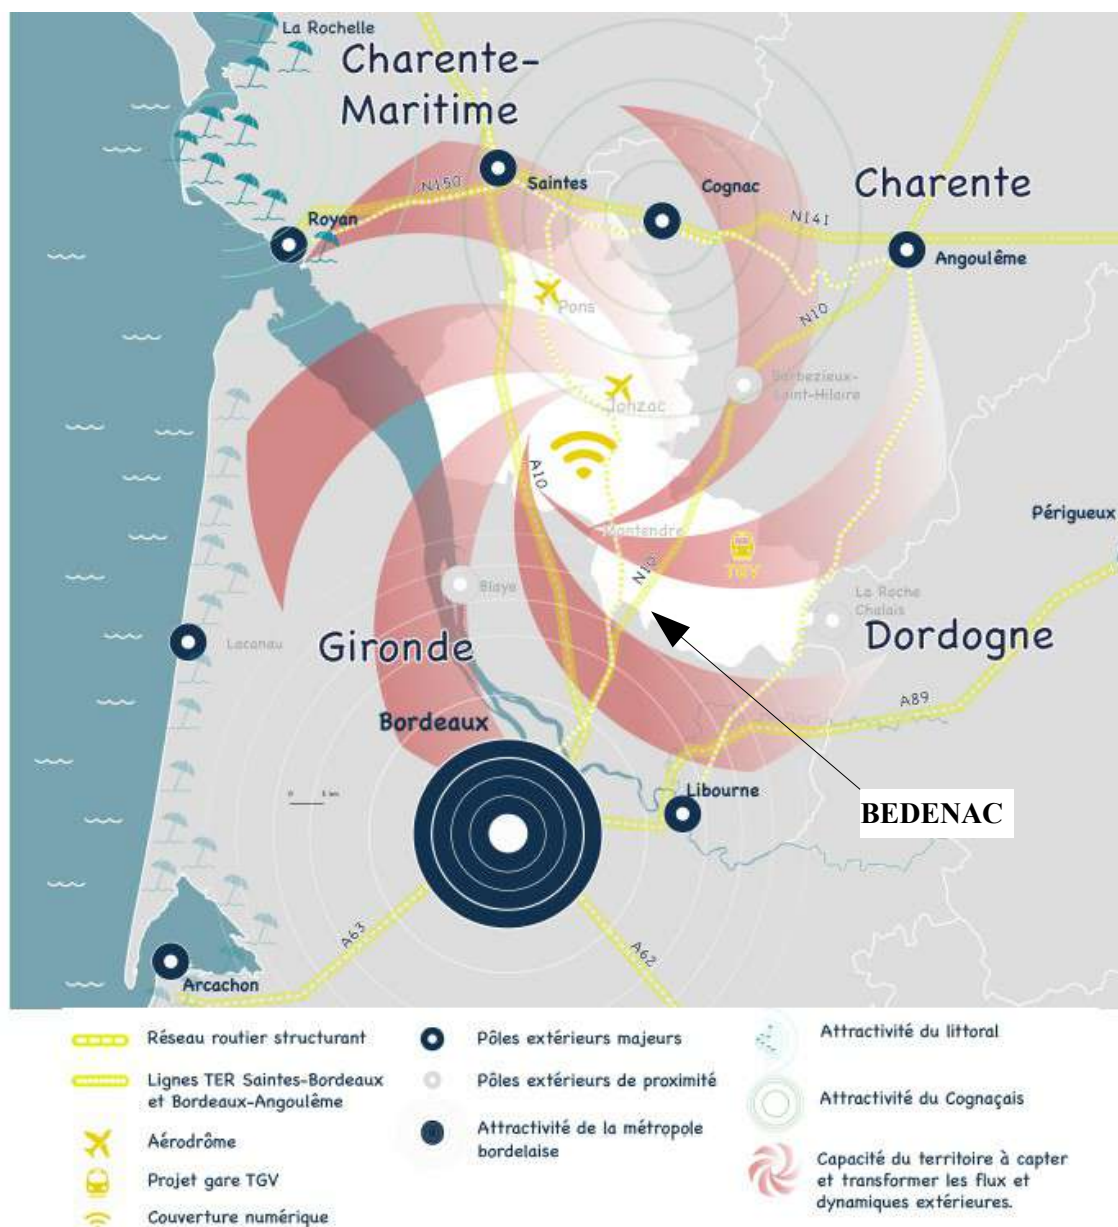 La Rochelle
Charente-
Maritime
N150
Saintes
Cognac
Charente
Royan
N141
Angoulême
Pons
N10
Barbezieux-
Saint-Hilaire
Jonzac
A10
Périgueux
Montendre
TGV
N10
Blaye
La Roche
Chalais
Lacanau
Gironde
Dordogne
A89
Bordeaux
Libourne
BEDENAC
A63
A62
Arcachon
Réseau routier structurant
Lignes TER Saintes-Bordeaux
et Bordeaux-Angoulême
Aérodrôme
Projet gare TGV
Couverture numérique
Pôles extérieurs majeurs
Pôles extérieurs de proximité
Attractivité de la métropole
bordelaise
Attractivité du littoral
Attractivité du Cognaçais
Capacité du territoire à capter
et transformer les flux et
dynamiques extérieures.